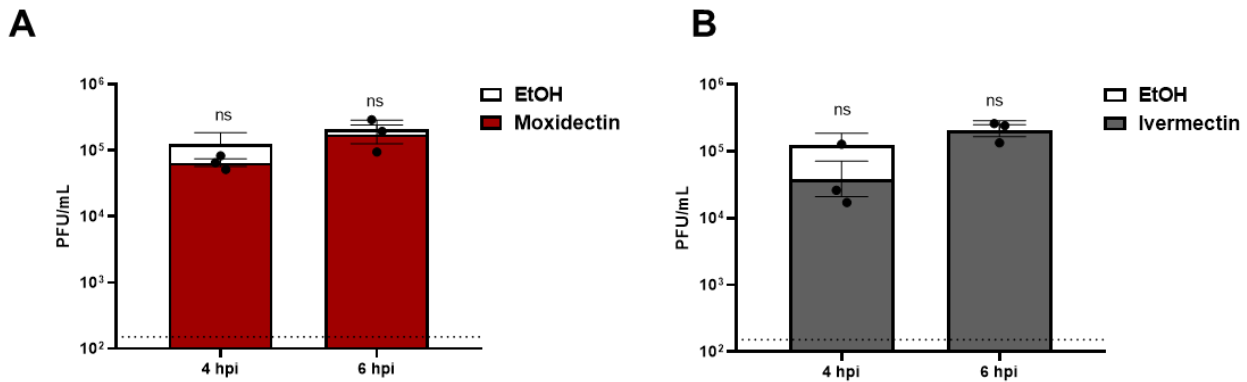 A
PFU/mL
10⁶
10⁵
10⁴
10³
10²
ns
ns
4 hpi
6 hpi
EtOH
Moxidectin
B
PFU/mL
10⁶
10⁵
10⁴
10³
10²
ns
ns
4 hpi
6 hpi
EtOH
Ivermectin